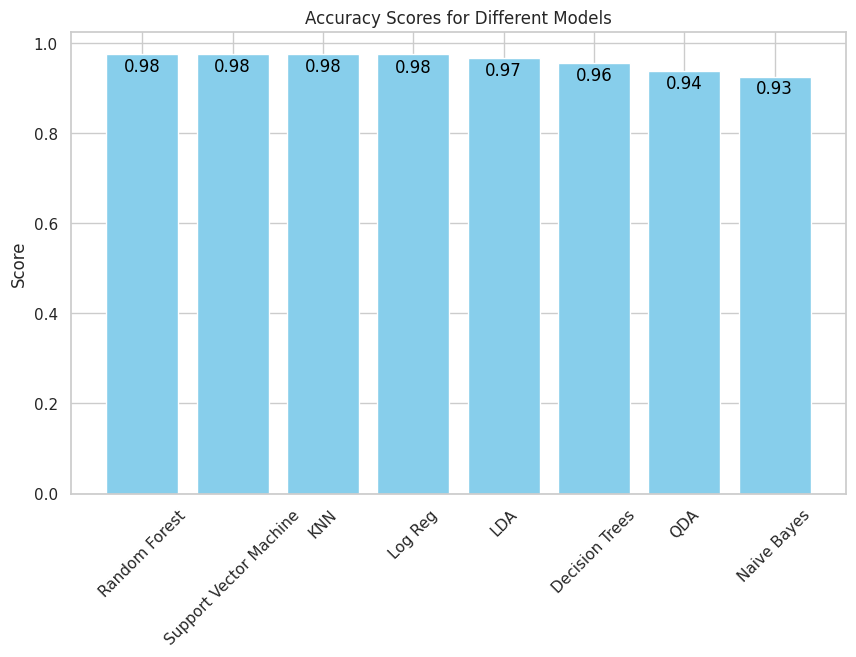 Accuracy Scores for Different Models
Score
1.0
0.8
0.6
0.4
0.2
0.0
0.98
0.98
0.98
0.98
0.97
0.96
0.94
0.93
Random Forest
Support Vector Machine
KNN
Log Reg
LDA
Decision Trees
QDA
Naive Bayes